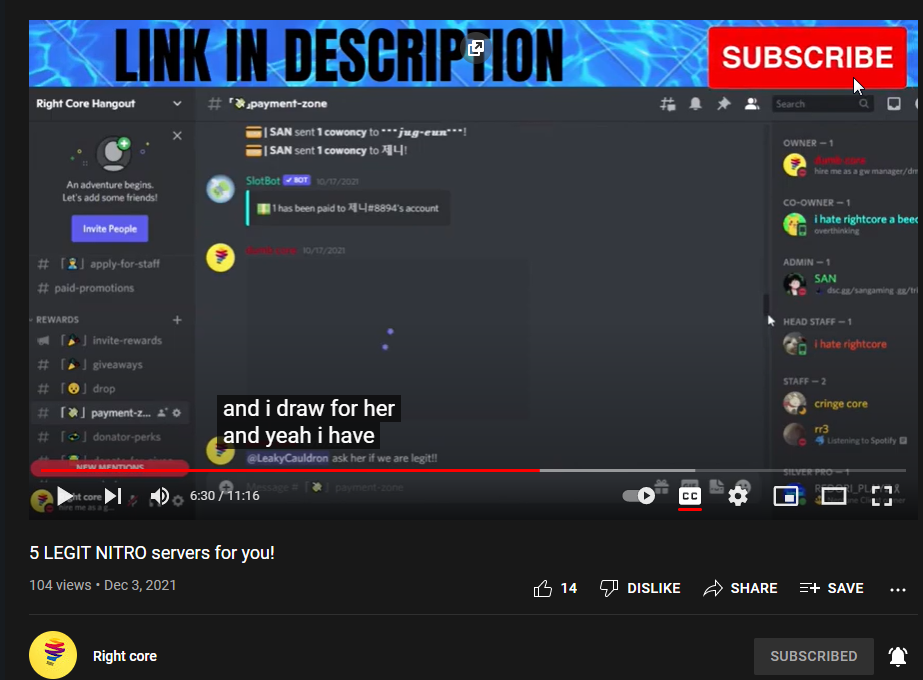 LINK IN DESCRIPTION
SUBSCRIBE
Right Core Hangout
payment-zone
Search
An adventure begins.
Let's add some friends!
Invite People
apply-for-staff
paid-promotions
REWARDS
invite-rewards
giveaways
drop
payment-z...
donator-perks
NEW MENTIONS
| SAN sent 1 cowoncy to ***jug-eun***!
| SAN sent 1 cowoncy to 제니!
SlotBot ✓ BOT 10/17/2021
1 has been paid to 제니#8894's account
10/17/2021
and i draw for her
and yeah i have
@LeakyCauldron ask her if we are legit!!
Message # payment-zone
OWNER — 1
hire me as a gw manager/dm
CO-OWNER — 1
i hate rightcore a beec
overthinking
ADMIN — 1
SAN
dsc.gg/sangaming .gg/tri
HEAD STAFF — 1
i hate rightcore
STAFF — 2
cringe core
rr3
Listening to Spotify
SILVER PRO — 1
ght core
hire me as a g...
6:30 / 11:16
CC
5 LEGIT NITRO servers for you!
104 views • Dec 3, 2021
14
DISLIKE
SHARE
SAVE
Right core
SUBSCRIBED